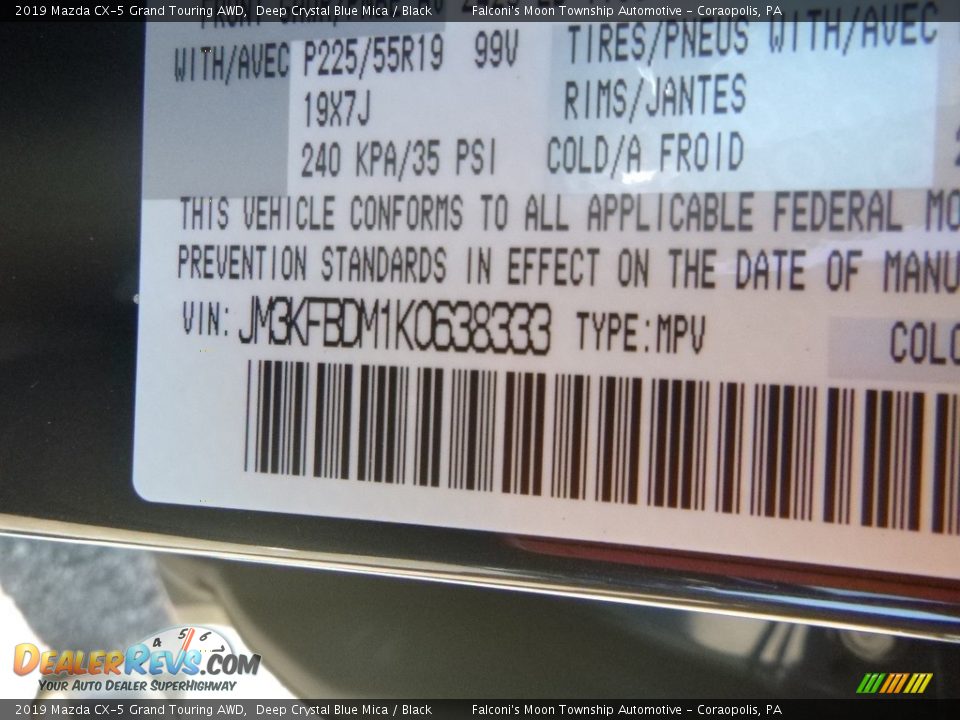 2019 Mazda CX-5 Grand Touring AWD, Deep Crystal Blue Mica / Black Falconi's Moon Township Automotive - Coraopolis, PA
WITH/AVEC P225/55R19 99V TIRES/PNEUS WITH/AVEC
19X7J RIMS/JANTES
240 KPA/35 PSI COLD/A FROID
THIS VEHICLE CONFORMS TO ALL APPLICABLE FEDERAL MO
PREVENTION STANDARDS IN EFFECT ON THE DATE OF MANU
VIN: JM3KFBDM1K0638333 TYPE:MPV COLO
4 5 6
DEALERREVS.COM
YOUR AUTO DEALER SUPERHIGHWAY
2019 Mazda CX-5 Grand Touring AWD, Deep Crystal Blue Mica / Black Falconi's Moon Township Automotive - Coraopolis, PA